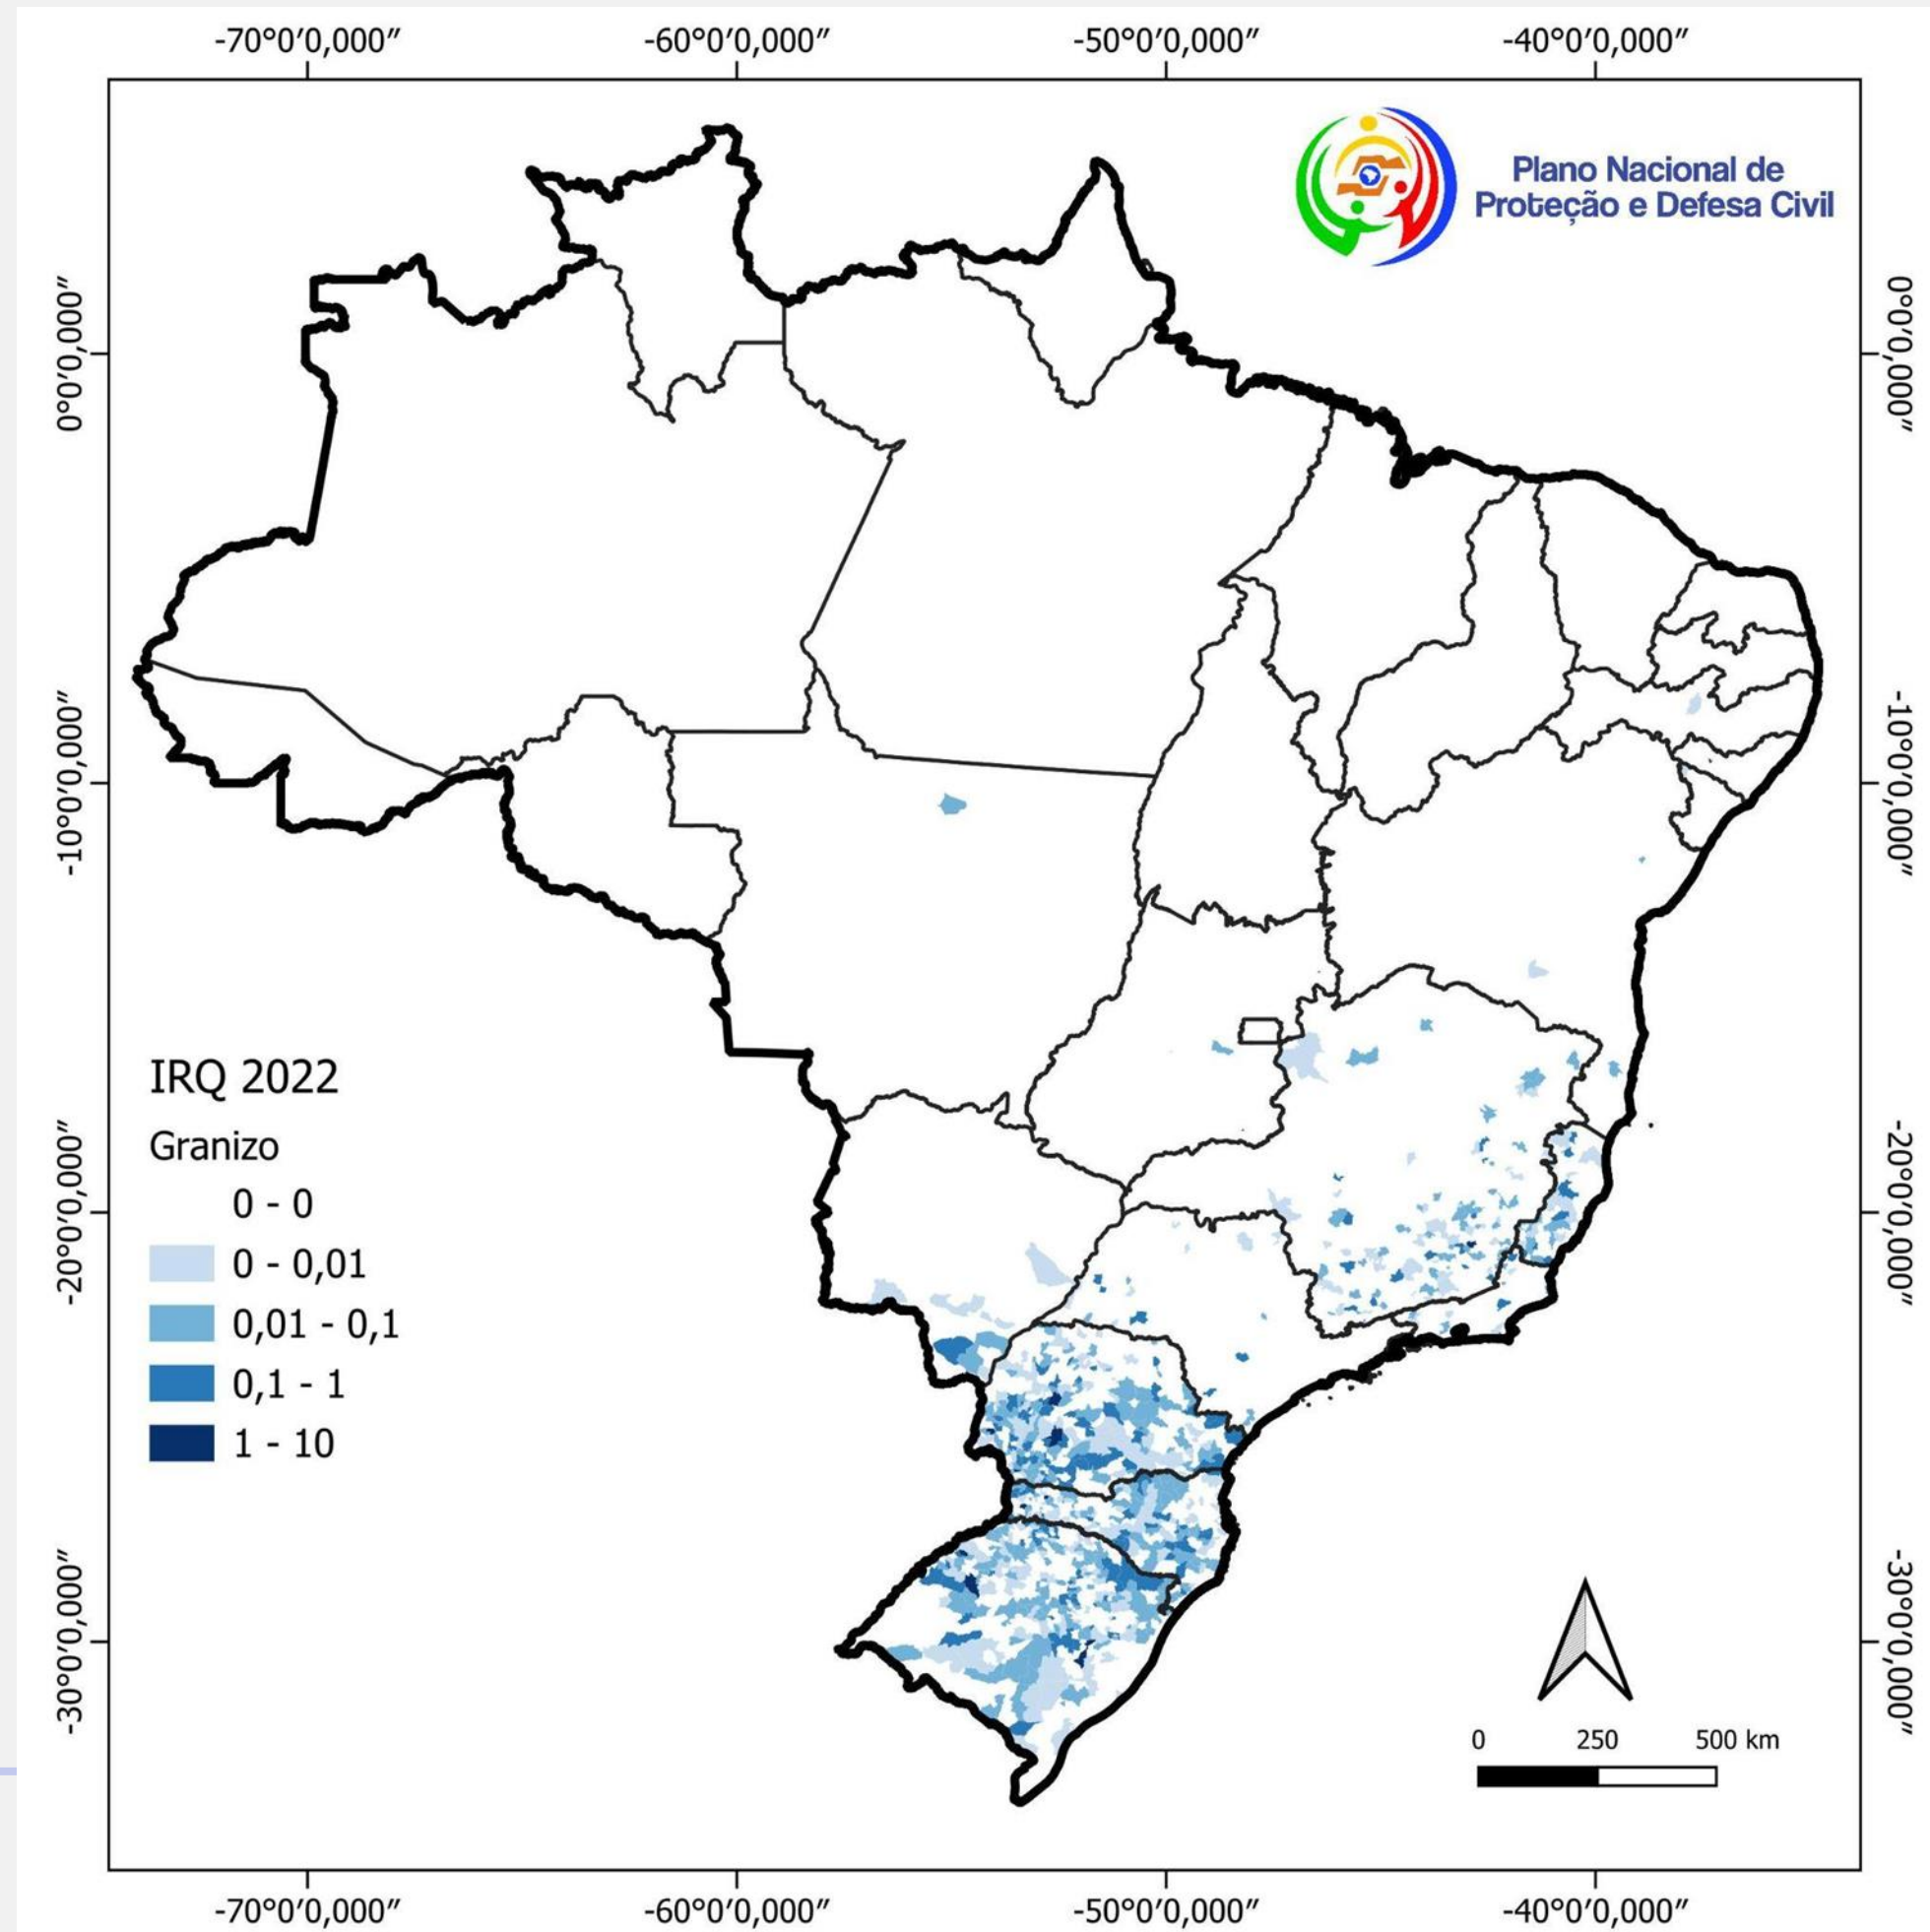 -70°0′0,000″ -60°0′0,000″ -50°0′0,000″ -40°0′0,000″
Plano Nacional de
Proteção e Defesa Civil
0°0′0,000″
0°0′0,000″
-10°0′0,000″
-10°0′0,000″
IRQ 2022
Granizo
0 - 0
0 - 0,01
0,01 - 0,1
0,1 - 1
1 - 10
-20°0′0,000″
-20°0′0,000″
-30°0′0,000″
-30°0′0,000″
0 250 500 km
-70°0′0,000″ -60°0′0,000″ -50°0′0,000″ -40°0′0,000″